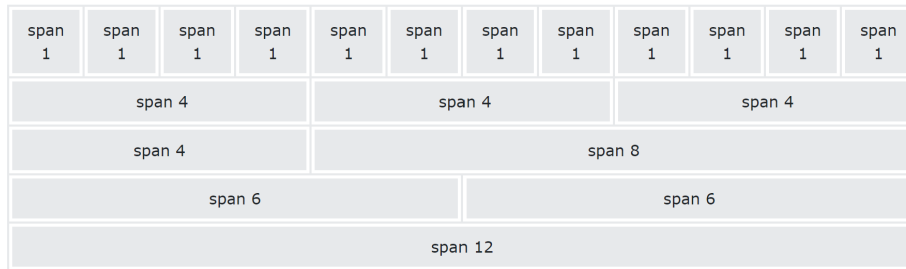 span span span span span span span span span span span span
1 1 1 1 1 1 1 1 1 1 1 1
span 4 span 4 span 4
span 4 span 8
span 6 span 6
span 12